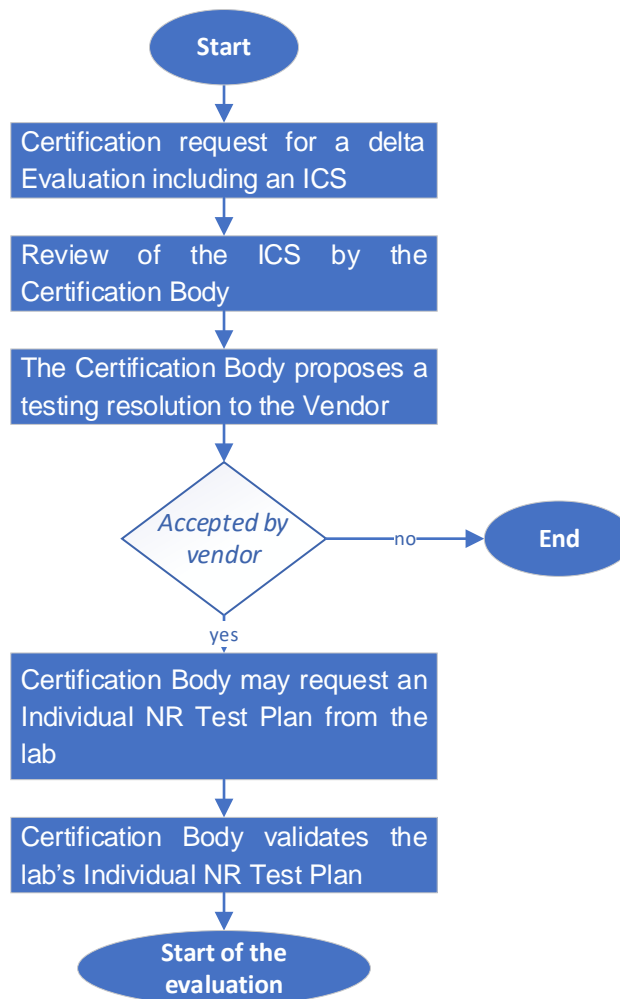 Start
Certification request for a delta
Evaluation including an ICS
Review of the ICS by the
Certification Body
The Certification Body proposes a
testing resolution to the Vendor
Accepted by
vendor
no
End
yes
Certification Body may request an
Individual NR Test Plan from the
lab
Certification Body validates the
lab's Individual NR Test Plan
Start of the
evaluation